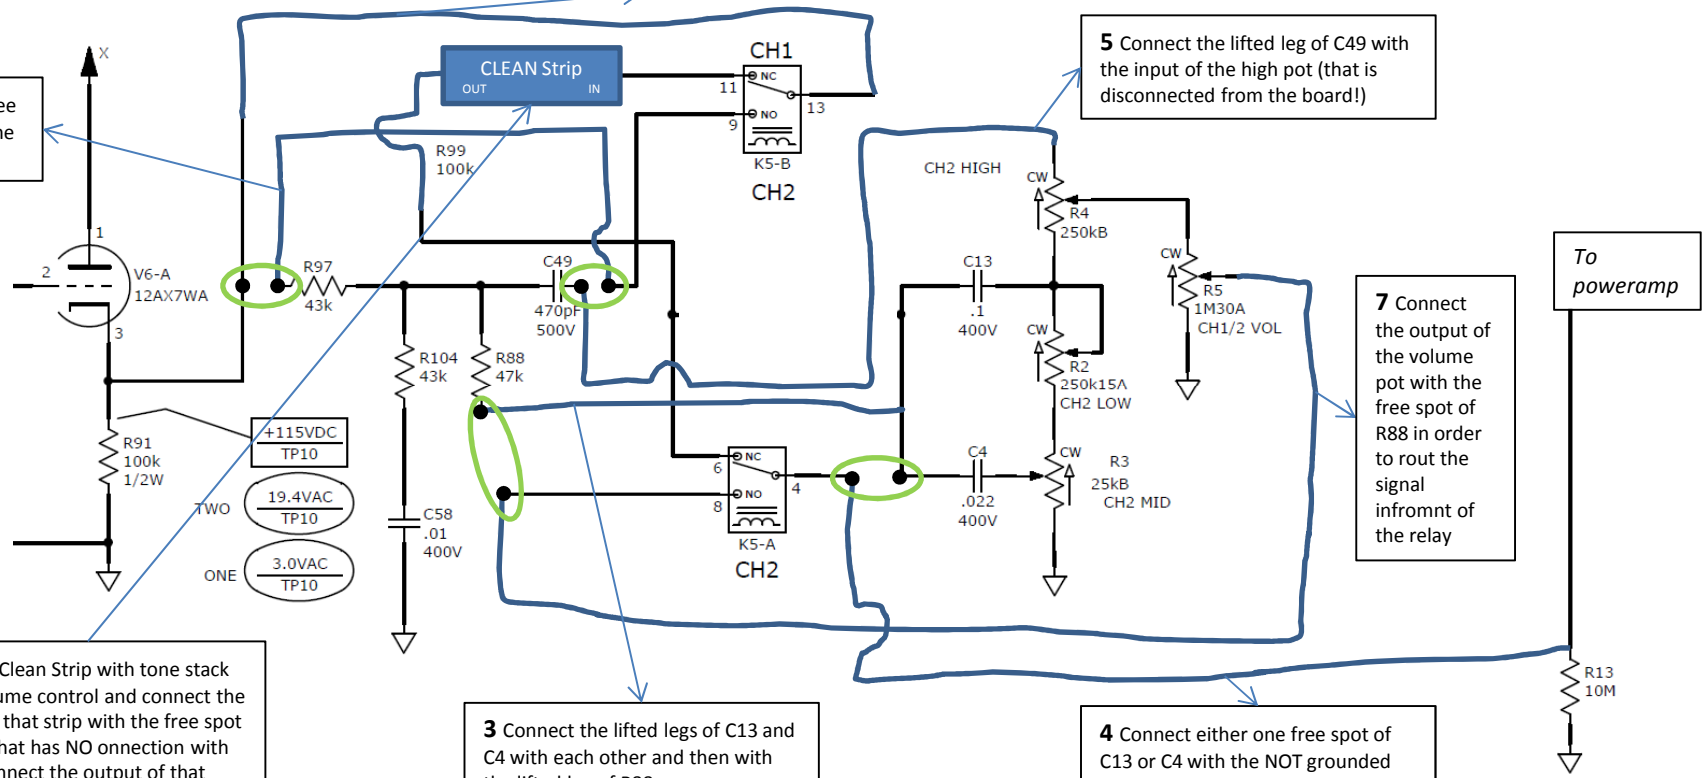 X
CH1
CLEAN Strip
OUT
IN
NC
11
13
NO
9
K5-B
CH2
5 Connect the lifted leg of C49 with
the input of the high pot (that is
disconnected from the board!)
ee
ne
R99
100k
CH2 HIGH
CW
R4
250kB
1
2
V6-A
12AX7WA
3
R97
43k
C49
470pF
500V
C13
.1
400V
CW
R5
1M30A
CH1/2 VOL
To
poweramp
7 Connect
the output of
the volume
pot with the
free spot of
R88 in order
to rout the
signal
infromnt of
the relay
R104
43k
R88
47k
CW
R2
250k15A
CH2 LOW
R91
100k
1/2W
+115VDC
TP10
TWO
19.4VAC
TP10
ONE
3.0VAC
TP10
C58
.01
400V
NC
6
4
NO
8
K5-A
CH2
C4
.022
400V
CW
R3
25kB
CH2 MID
R13
10M
Clean Strip with tone stack
ume control and connect the
that strip with the free spot
hat has NO onnection with
nnect the output of that
3 Connect the lifted legs of C13 and
C4 with each other and then with
4 Connect either one free spot of
C13 or C4 with the NOT grounded